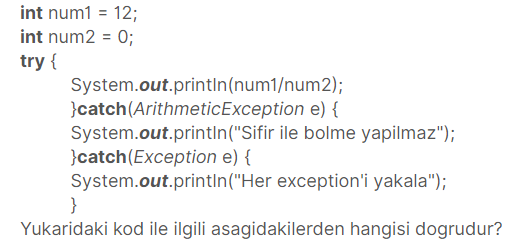 int num1 = 12;
int num2 = 0;
try {
System.out.println(num1/num2);
}catch(ArithmeticException e) {
System.out.println("Sifir ile bolme yapilmaz");
}catch(Exception e) {
System.out.println("Her exception'i yakala");
}
Yukaridaki kod ile ilgili asagidakilerden hangisi dogrudur?